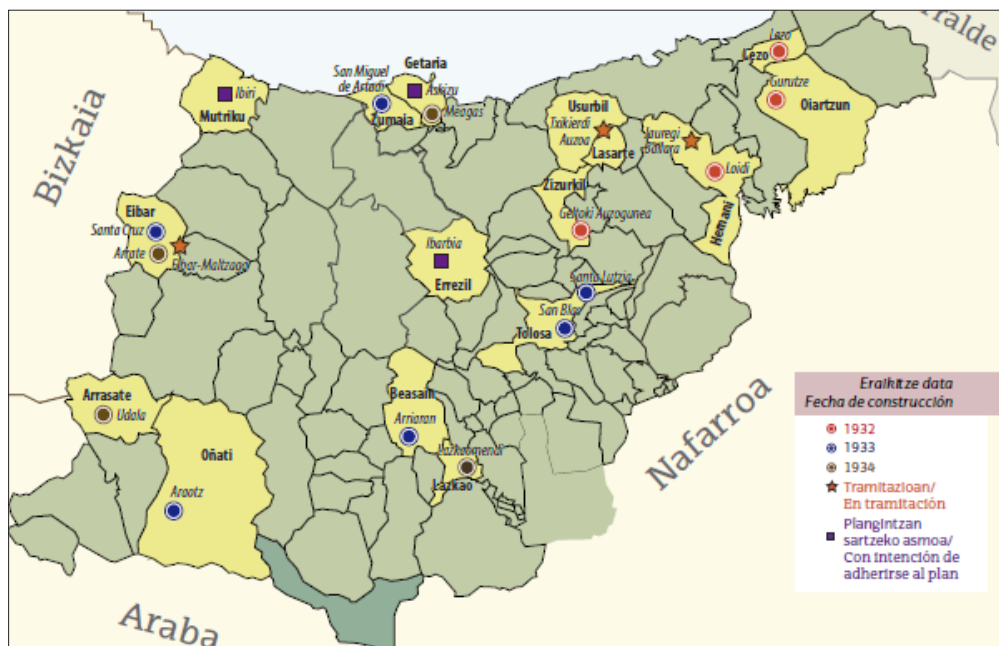 rralde
Lezo
Lezo
Getaria
San Miguel
de Artadi
Askizu
Gurutze
Ibiri
Oiartzun
Meagas
Usurbil
Mutriku
Zumaia
Txikierdi
Auzoa
Jauregi
Ballara
Lasarte
Loidi
Bizkaia
Zizurkil
Eibar
Hernani
Santa Cruz
Geltoki Auzogunea
Ibarbia
Arrate
Eibar-Maltzaga
Santa Lutzia
Errezil
San Blas
Tolosa
Nafarroa
Arrasate
Beasain
Udala
Arriaran
Oñati
Lazkaomendi
Lazkao
Araotz
Araba
Eraikitze data
Fecha de construcción
1932
1933
1934
Tramitazioan/
En tramitación
Plangintzan
sartzeko asmoa/
Con intención de
adherirse al plan